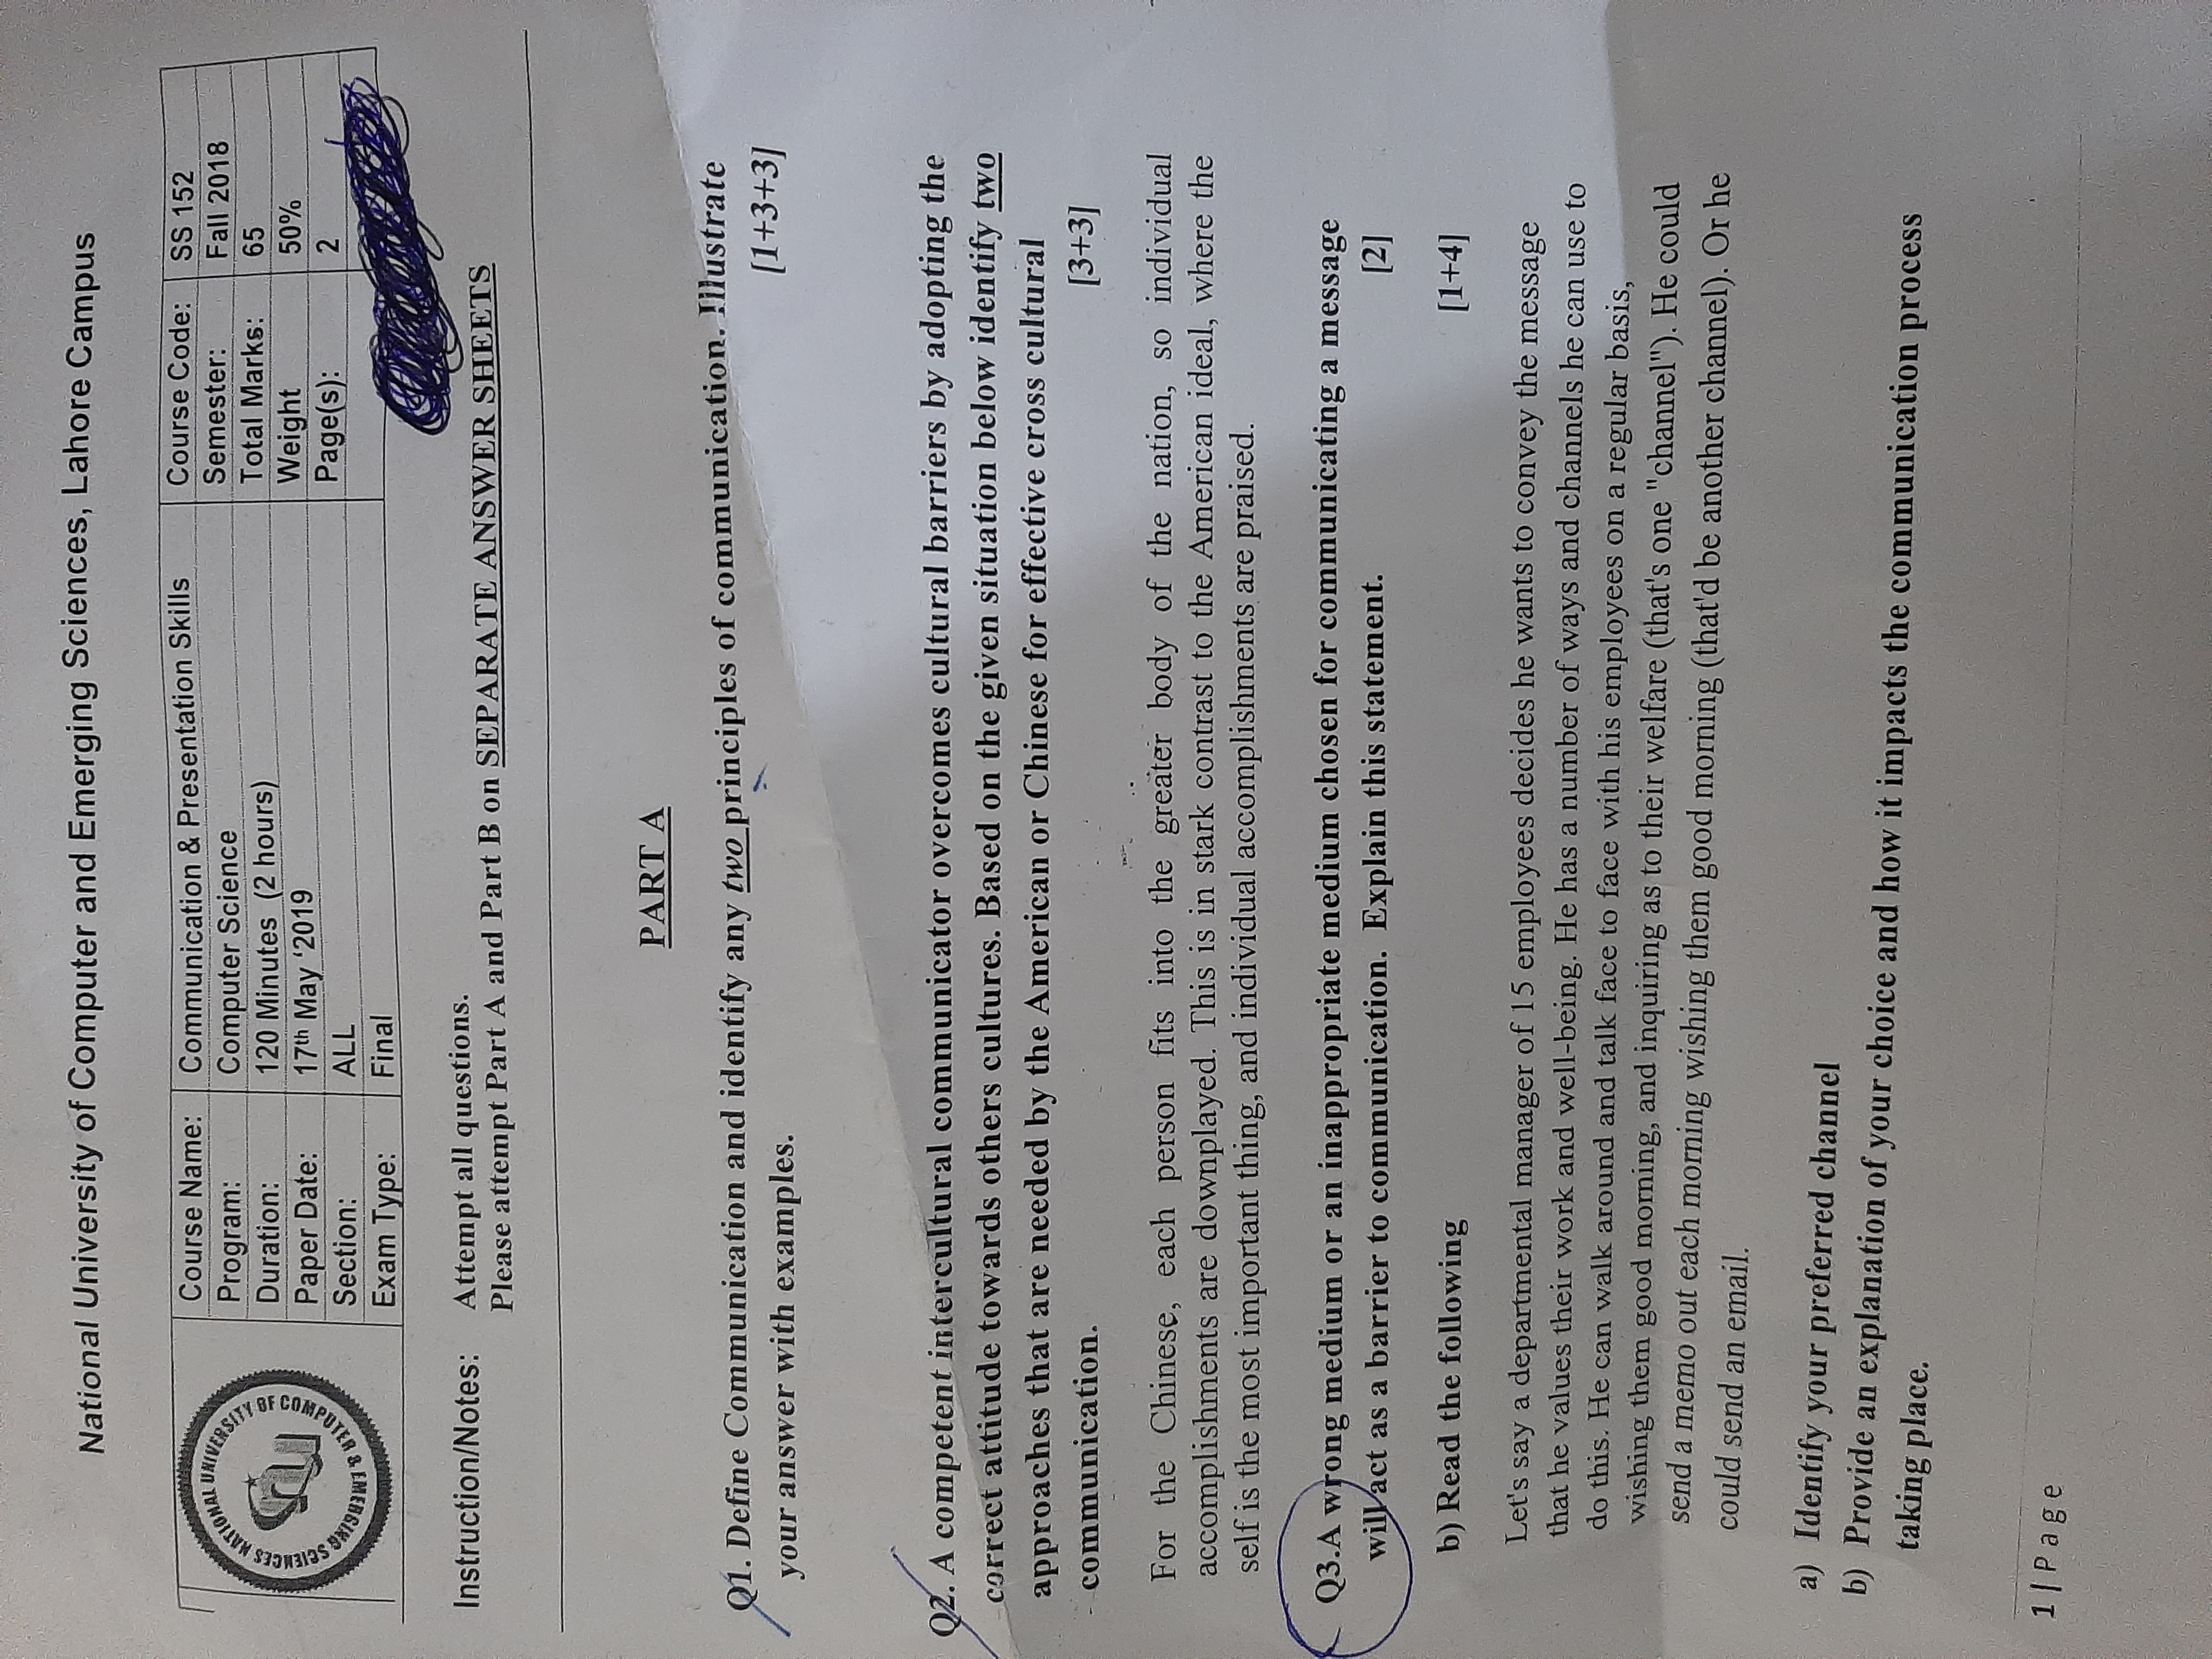 National University of Computer and Emerging Sciences, Lahore Campus
NATIONAL UNIVERSITY OF COMPUTER & EMERGING SCIENCES
nu
Course Name: Communication & Presentation Skills Course Code: SS 152
Program: Computer Science Semester: Fall 2018
Duration: 120 Minutes (2 hours) Total Marks: 65
Paper Date: 17th May ‘2019 Weight 50%
Section: ALL Page(s): 2
Exam Type: Final
Instruction/Notes: Attempt all questions.
Please attempt Part A and Part B on SEPARATE ANSWER SHEETS
PART A
Q1. Define Communication and identify any two principles of communication. Illustrate
your answer with examples. [1+3+3]
Q2. A competent intercultural communicator overcomes cultural barriers by adopting the
correct attitude towards others cultures. Based on the given situation below identify two
approaches that are needed by the American or Chinese for effective cross cultural
communication. [3+3]
For the Chinese, each person fits into the greater body of the nation, so individual
accomplishments are downplayed. This is in stark contrast to the American ideal, where the
self is the most important thing, and individual accomplishments are praised.
Q3.A wrong medium or an inappropriate medium chosen for communicating a message
will act as a barrier to communication. Explain this statement. [2]
b) Read the following [1+4]
Let's say a departmental manager of 15 employees decides he wants to convey the message
that he values their work and well-being. He has a number of ways and channels he can use to
do this. He can walk around and talk face to face with his employees on a regular basis,
wishing them good morning, and inquiring as to their welfare (that's one "channel"). He could
send a memo out each morning wishing them good morning (that'd be another channel). Or he
could send an email.
a) Identify your preferred channel
b) Provide an explanation of your choice and how it impacts the communication process
taking place.
1 | Page